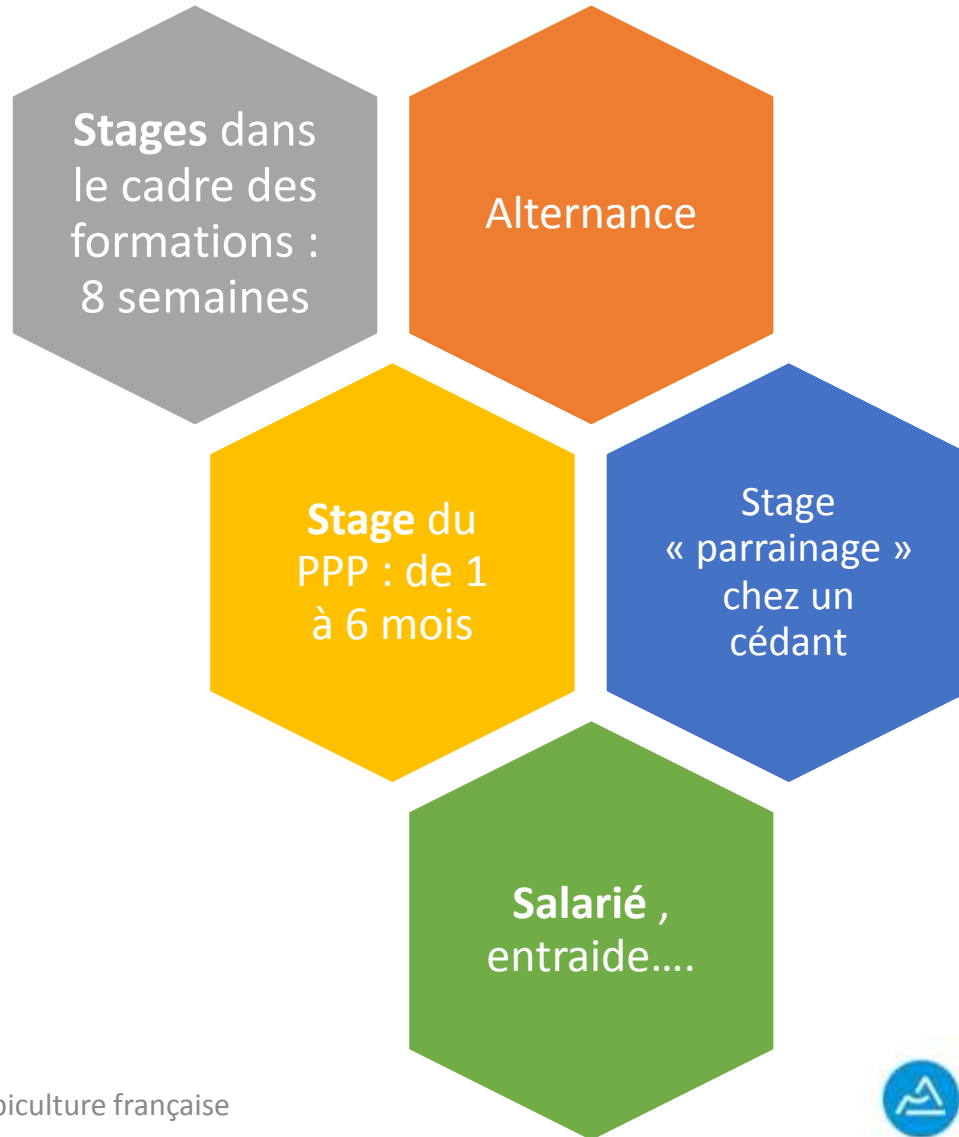 Stages dans
le cadre des
formations :
8 semaines
Alternance
Stage du
PPP : de 1
à 6 mois
Stage
« parrainage »
chez un
cédant
Salarié ,
entraide....
piculture française